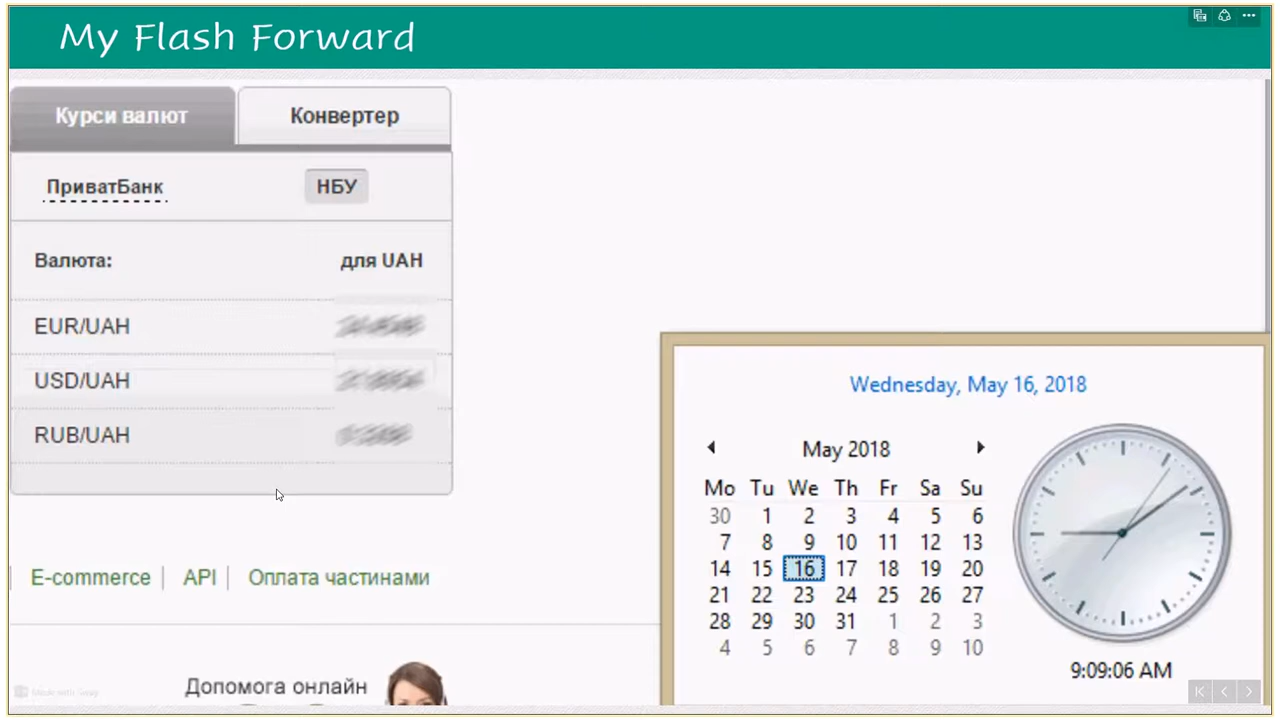 My Flash Forward
Курси валют Конвертер
ПриватБанк НБУ
Валюта: для UAH
EUR/UAH
USD/UAH
RUB/UAH
E-commerce | API | Оплата частинами
Допомога онлайн
Made with Sway
Wednesday, May 16, 2018
May 2018
Mo Tu We Th Fr Sa Su
30 1 2 3 4 5 6
7 8 9 10 11 12 13
14 15 16 17 18 19 20
21 22 23 24 25 26 27
28 29 30 31 1 2 3
4 5 6 7 8 9 10
9:09:06 AM